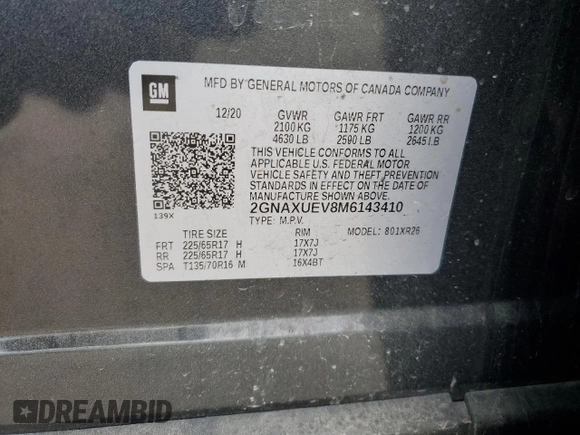 GM
MFD BY GENERAL MOTORS OF CANADA COMPANY
12/20 GVWR GAWR FRT GAWR RR
2100 KG 1175 KG 1200 KG
4630 LB 2590 LB 2645 LB
THIS VEHICLE CONFORMS TO ALL
APPLICABLE U.S. FEDERAL MOTOR
VEHICLE SAFETY AND THEFT PREVENTION
STANDARDS IN EFFECT ON THE DATE OF
MANUFACTURE SHOWN ABOVE.
2GNAXUEV8M6143410
TYPE: M.P.V.
139X
TIRE SIZE RIM MODEL: 801XR26
FRT 225/65R17 H 17X7J
RR 225/65R17 H 17X7J
SPA T135/70R16 M 16X4BT
DREAMBID